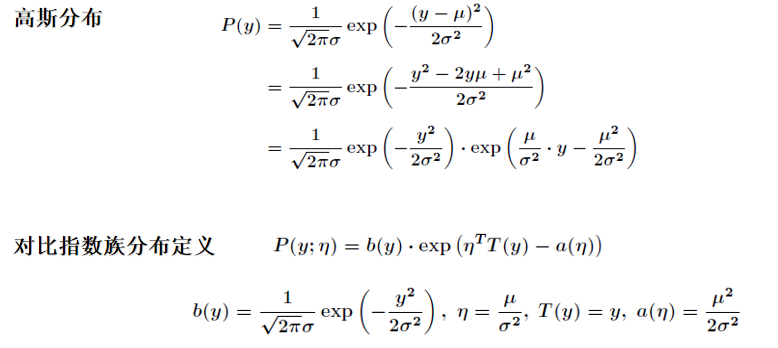 高斯分布 $P(y) = \frac{1}{\sqrt{2\pi}\sigma} \exp\left(-\frac{(y-\mu)^2}{2\sigma^2}\right)$
$= \frac{1}{\sqrt{2\pi}\sigma} \exp\left(-\frac{y^2 - 2y\mu + \mu^2}{2\sigma^2}\right)$
$= \frac{1}{\sqrt{2\pi}\sigma} \exp\left(-\frac{y^2}{2\sigma^2}\right) \cdot \exp\left(\frac{\mu}{\sigma^2} \cdot y - \frac{\mu^2}{2\sigma^2}\right)$
对比指数族分布定义 $P(y;\eta) = b(y) \cdot \exp\left(\eta^T T(y) - a(\eta)\right)$
$b(y) = \frac{1}{\sqrt{2\pi}\sigma} \exp\left(-\frac{y^2}{2\sigma^2}\right), \eta = \frac{\mu}{\sigma^2}, T(y) = y, a(\eta) = \frac{\mu^2}{2\sigma^2}$